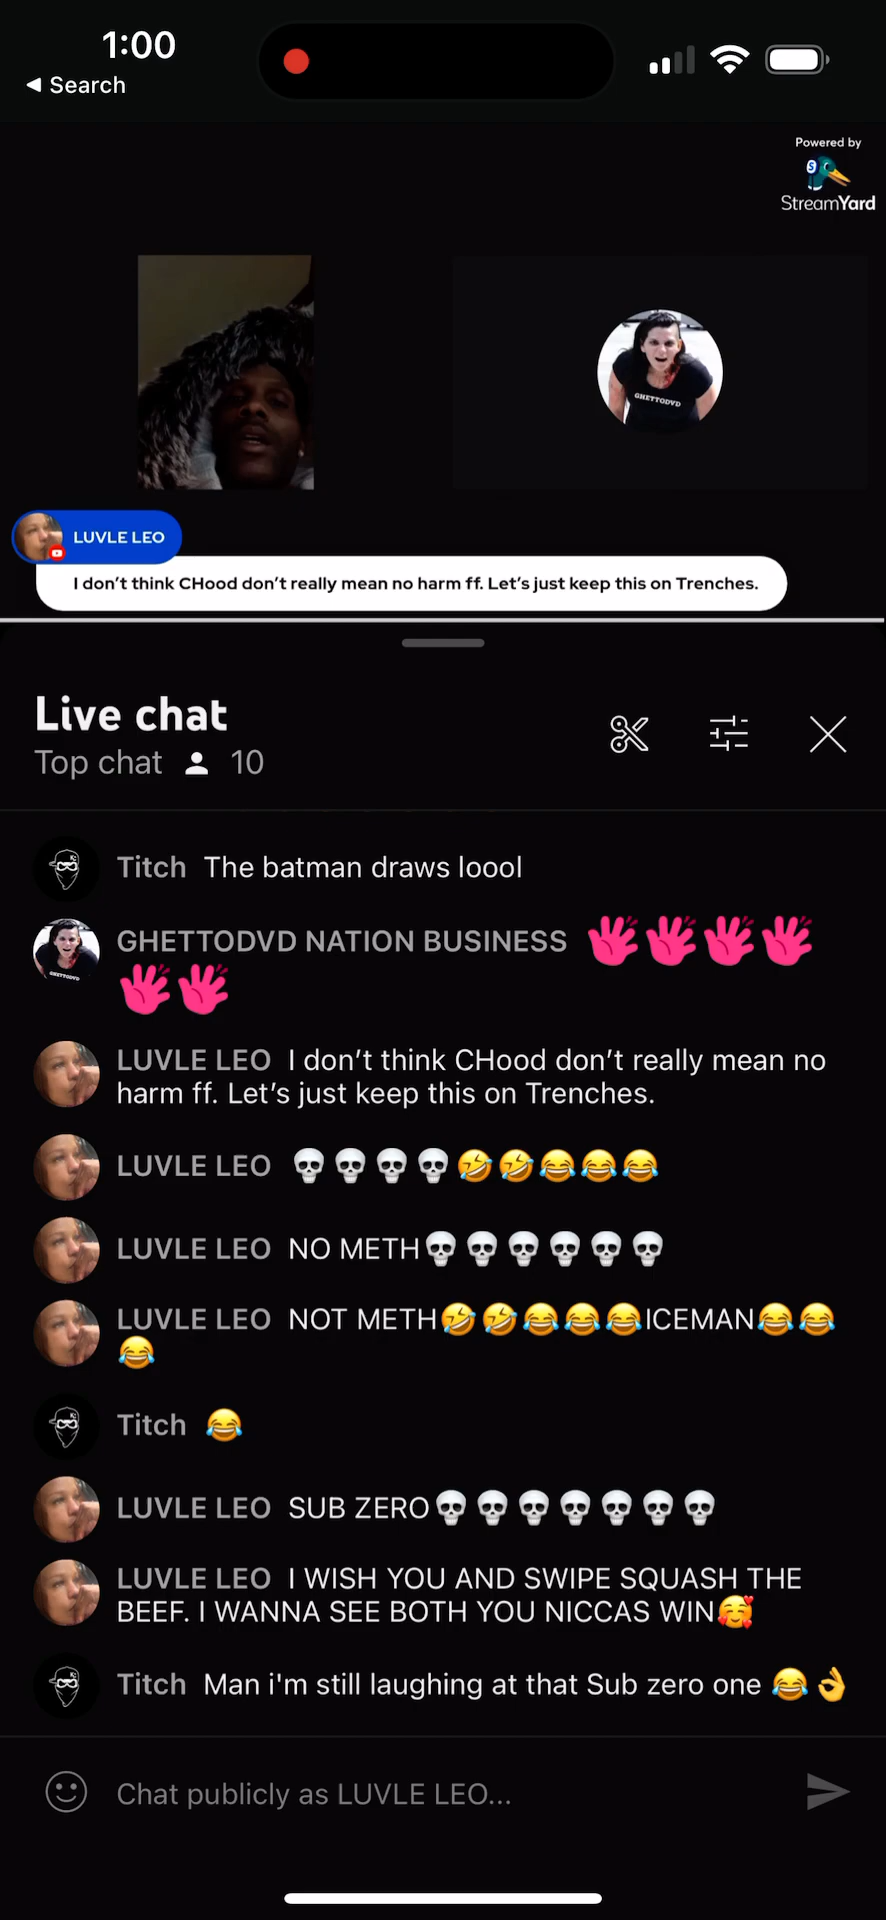 1:00
◀ Search
Powered by
StreamYard
GHETTODVD
LUVLE LEO
I don't think CHood don't really mean no harm ff. Let's just keep this on Trenches.
Live chat
Top chat 10
Titch The batman draws loool
GHETTODVD NATION BUSINESS
LUVLE LEO I don't think CHood don't really mean no
harm ff. Let's just keep this on Trenches.
LUVLE LEO 💀💀💀💀🤣🤣😂😂😂
LUVLE LEO NO METH💀💀💀💀💀💀
LUVLE LEO NOT METH🤣🤣😂😂😂ICEMAN😂😂
😂
Titch 😂
LUVLE LEO SUB ZERO💀💀💀💀💀💀💀
LUVLE LEO I WISH YOU AND SWIPE SQUASH THE
BEEF. I WANNA SEE BOTH YOU NICCAS WIN🥰
Titch Man i'm still laughing at that Sub zero one 😂👌
Chat publicly as LUVLE LEO...